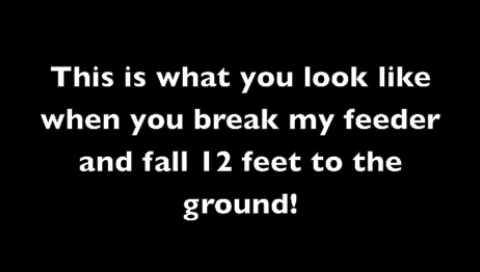 This is what you look like
when you break my feeder
and fall 12 feet to the
ground!